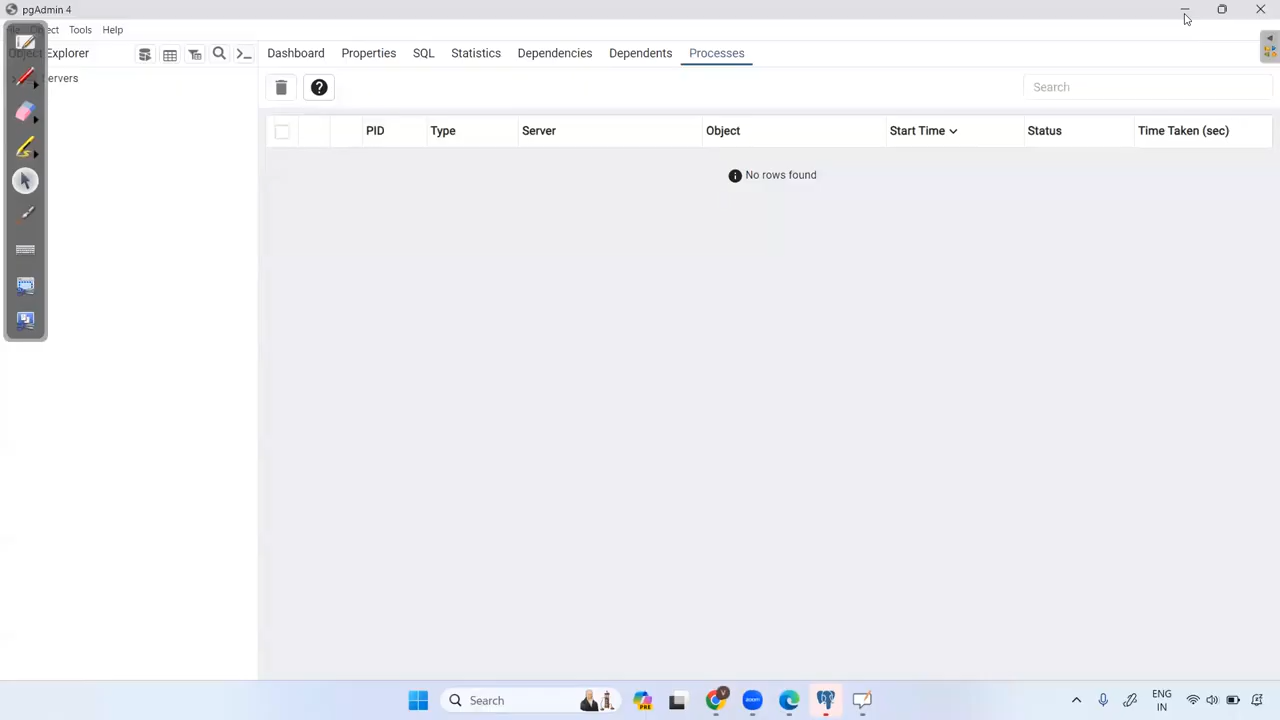 pgAdmin 4
Object Tools Help
Explorer
Dashboard Properties SQL Statistics Dependencies Dependents Processes
ervers
Search
PID Type Server Object Start Time Status Time Taken (sec)
No rows found
Search
ENG
IN